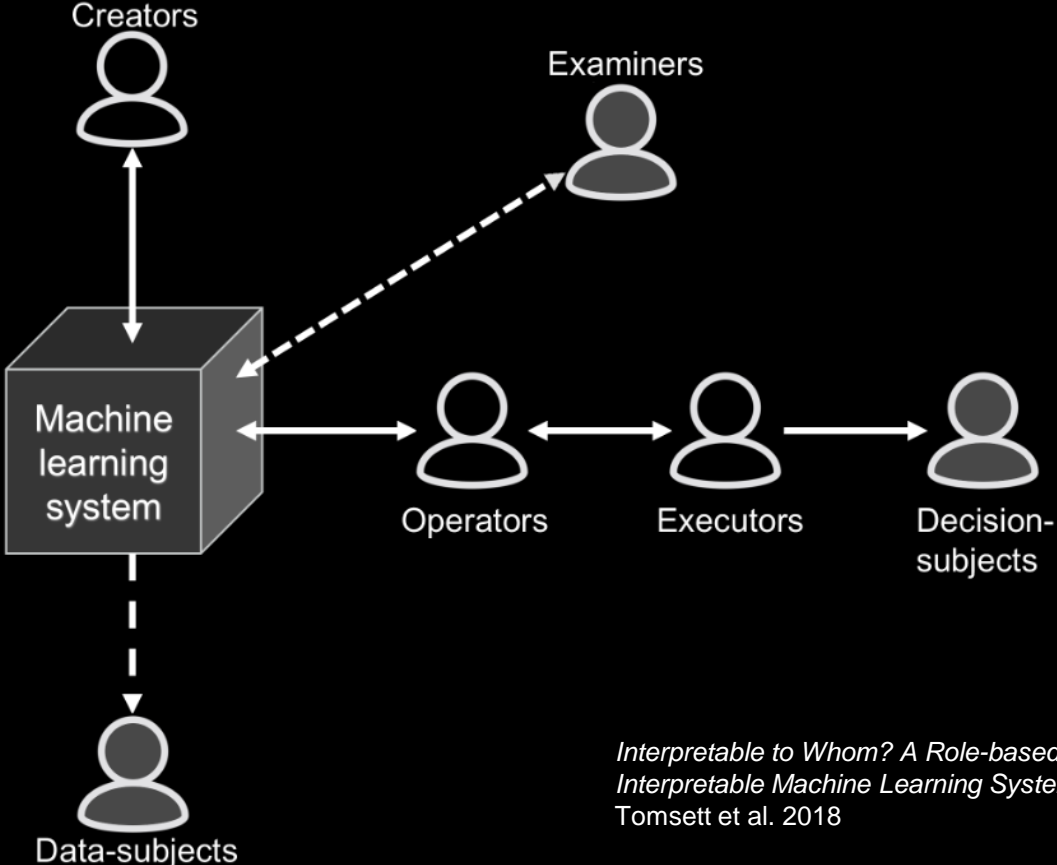 Creators
Examiners
Machine
learning
system
Operators
Executors
Decision-
subjects
Data-subjects
Interpretable to Whom? A Role-based
Interpretable Machine Learning
Tomsett et al. 2018